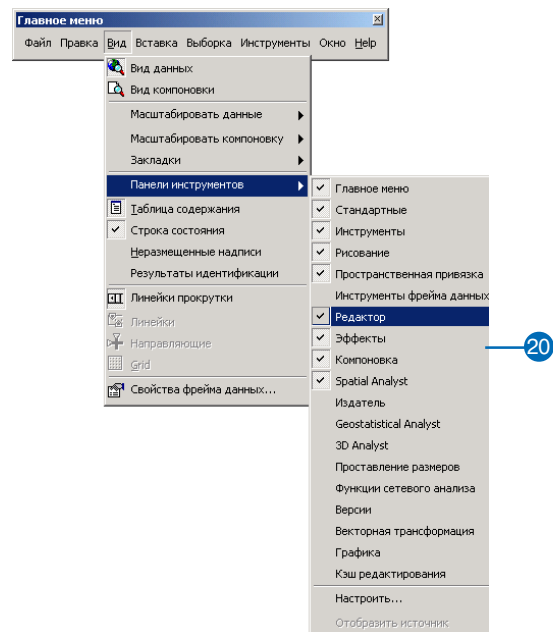 Главное меню
Файл Правка Вид Вставка Выборка Инструменты Окно Help
Вид данных
Вид компоновки
Масштабировать данные
Масштабировать компоновку
Закладки
Панели инструментов
Таблица содержания
Строка состояния
Неразмещенные надписи
Результаты идентификации
Линейки прокрутки
Линейки
Направляющие
Grid
Свойства фрейма данных...
Главное меню
Стандартные
Инструменты
Рисование
Пространственная привязка
Инструменты фрейма данных
Редактор
Эффекты
Компоновка
Spatial Analyst
Издатель
Geostatistical Analyst
3D Analyst
Проставление размеров
Функции сетевого анализа
Версии
Векторная трансформация
Графика
Кэш редактирования
Настроить...
Отобразить источник
20